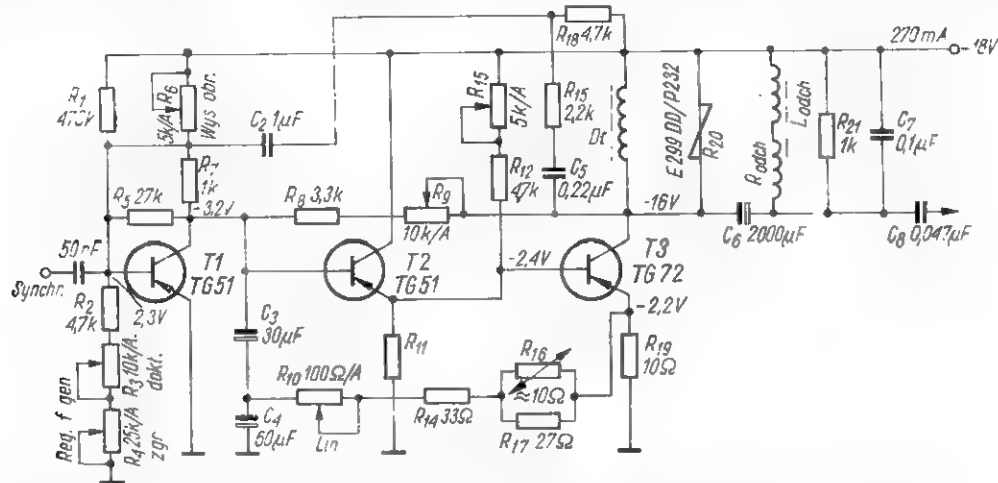 R18 4,7k
270 mA
-18V
R1
470k
R6
5k/A
Wys. obr.
C2 1µF
R15
5k/A
R15
2,2k
Dł
E299 DD/P232
R20
Lodch
Rodch
R21
1k
C7
0,1µF
R7
1k
-3,2V
R5 27k
R8 3,3k
R9
10k/A
R12
47k
C5
0,22µF
-16V
C6 2000µF
C8 0,047µF
50nF
Synchr.
T1
TG51
T2
TG51
-2,4V
T3
TG 72
-2,2V
R2
4,7k
2,3V
C3
30µF
R11
R16
≈10Ω
R19
10Ω
R3 10k/A.
dokł.
Reg. f gen
R4 25k/A
zgr
R10 100Ω/A
Lin
C4
50µF
R14 33Ω
R17 27Ω